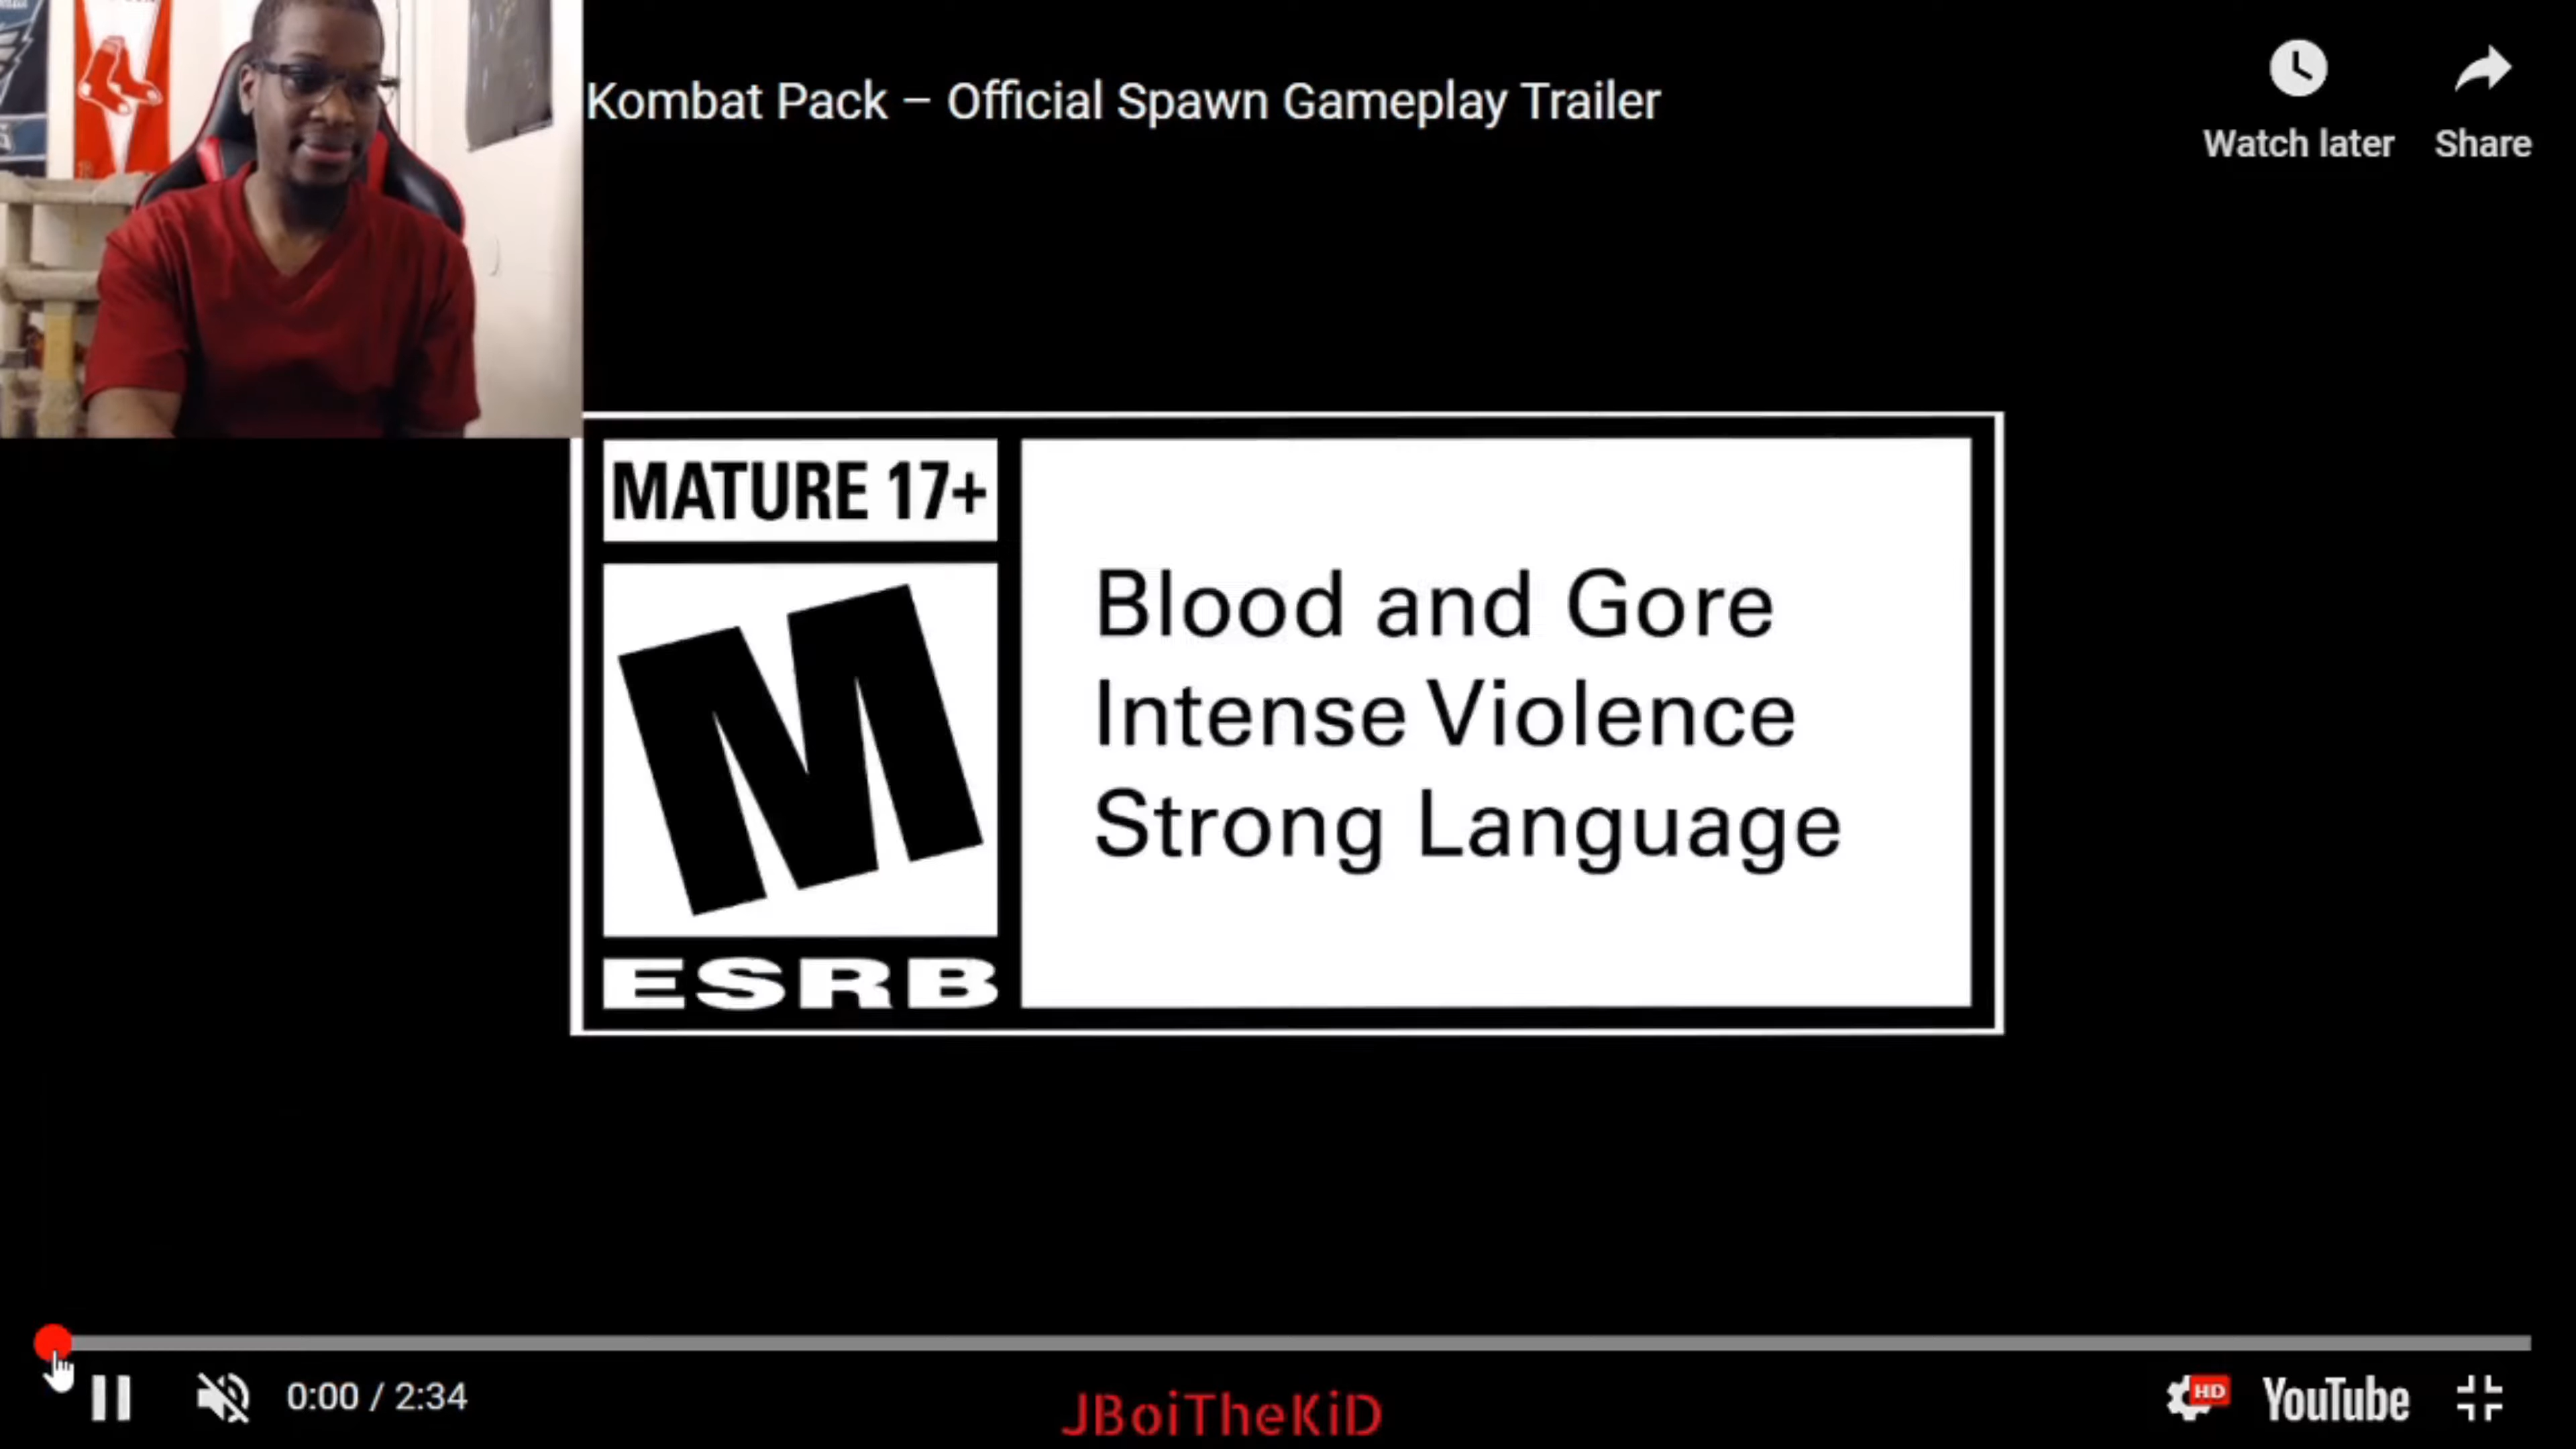 Kombat Pack – Official Spawn Gameplay Trailer
Watch later
Share
MATURE 17+
M
ESRB
Blood and Gore
Intense Violence
Strong Language
0:00 / 2:34
JBoiTheKiD
HD
YouTube